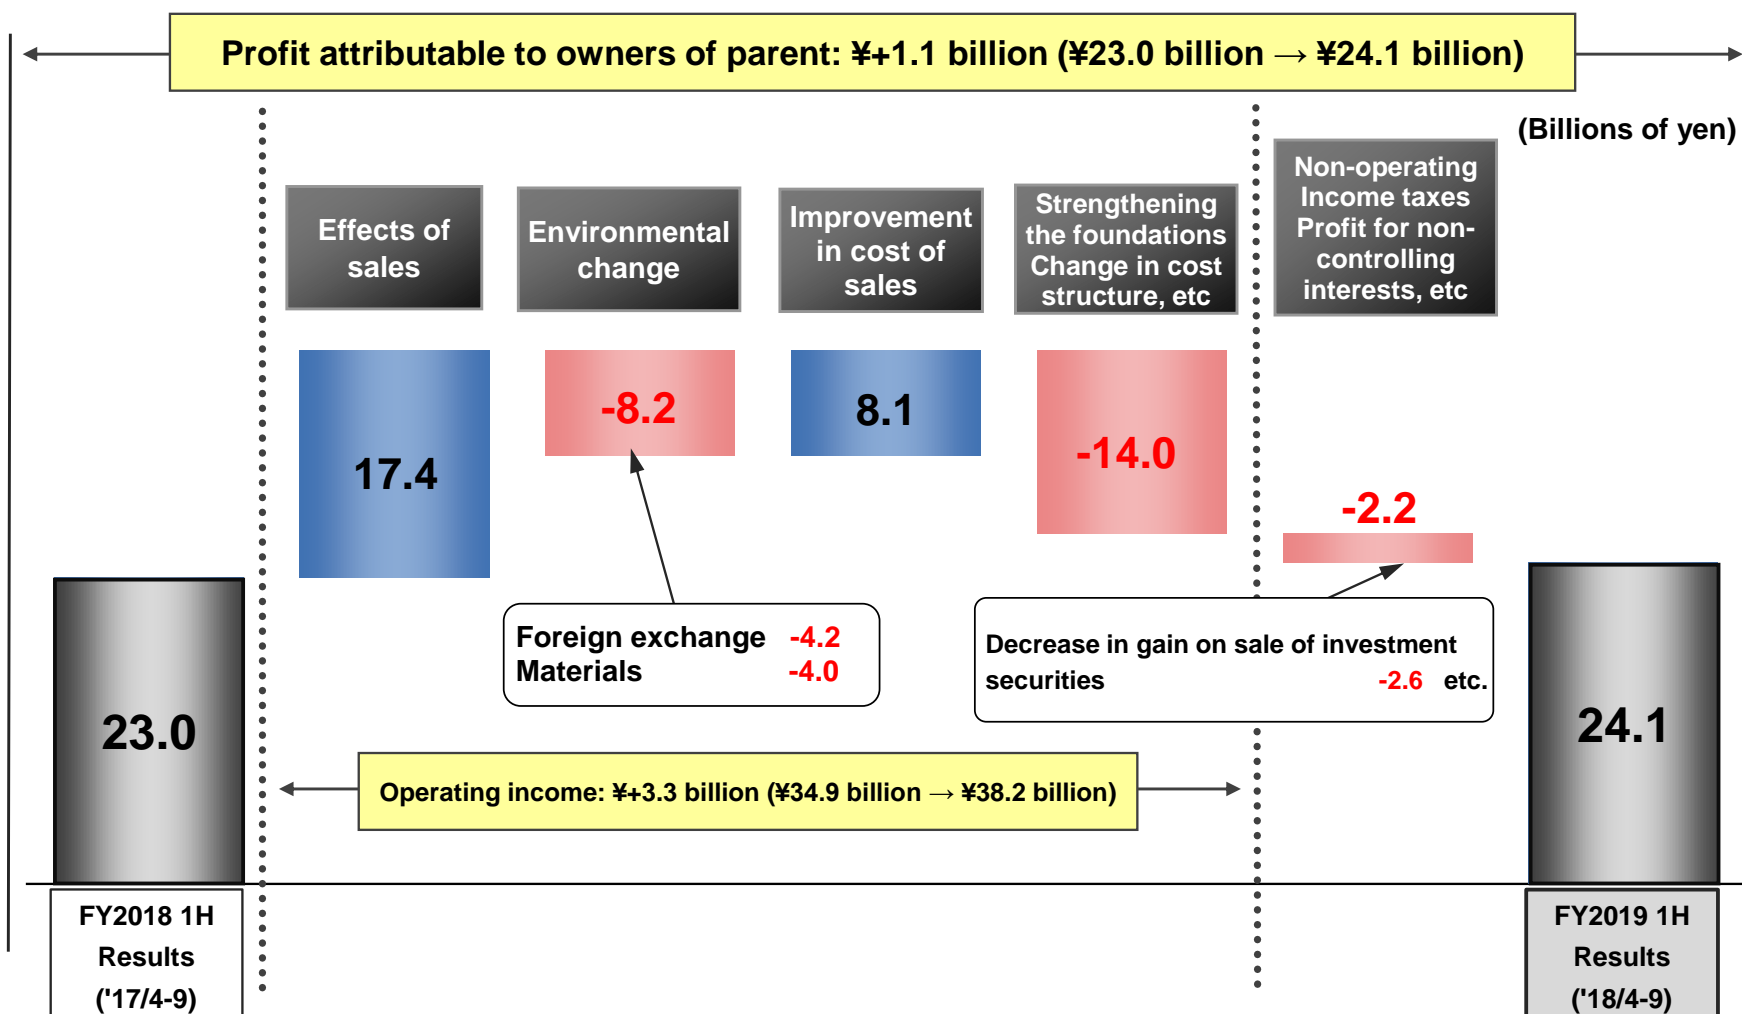 Profit attributable to owners of parent: ¥+1.1 billion (¥23.0 billion → ¥24.1 billion)
(Billions of yen)
Effects of
sales
Environmental
change
Improvement
in cost of
sales
Strengthening
the foundations
Change in cost
structure, etc
Non-operating
Income taxes
Profit for non-
controlling
interests, etc
17.4
-8.2
8.1
-14.0
-2.2
Foreign exchange -4.2
Materials -4.0
Decrease in gain on sale of investment
securities -2.6 etc.
23.0
24.1
Operating income: ¥+3.3 billion (¥34.9 billion → ¥38.2 billion)
FY2018 1H
Results
('17/4-9)
FY2019 1H
Results
('18/4-9)